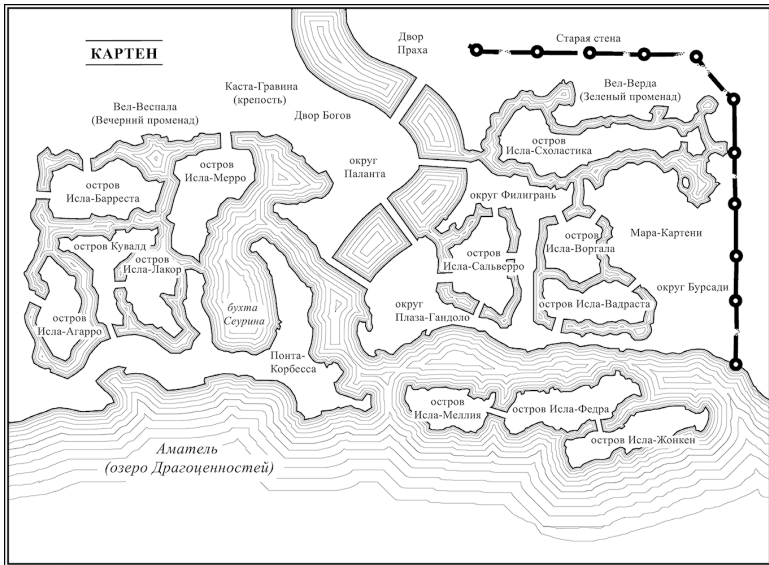 Двор
Праха
Старая стена
КАРТЕН
Каста-Гравина
(крепость)
Вел-Верда
(Зеленый променад)
Вел-Веспала
(Вечерний променад)
Двор Богов
остров
Исла-Схоластика
остров
Исла-Мерро
округ
Паланта
остров
Исла-Барреста
округ Филигрань
остров Кувалд
остров
Исла-Лакор
остров
Исла-Сальверро
остров
Исла-Воргала
Мара-Картени
остров
Исла-Агарро
бухта
Сеурина
округ
Плаза-Гандоло
остров Исла-Вадраста
округ Бурсади
Понта-
Корбесса
остров
Исла-Меллия
остров Исла-Федра
остров Исла-Жонкен
Аматель
(озеро Драгоценностей)